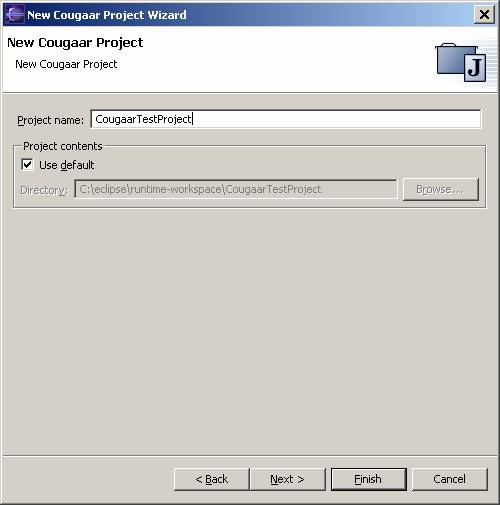 New Cougaar Project Wizard
New Cougaar Project
New Cougaar Project
J
Project name: CougaarTestProject
Project contents
Use default
Directory: C:\eclipse\runtime-workspace\CougaarTestProject Browse...
< Back Next > Finish Cancel